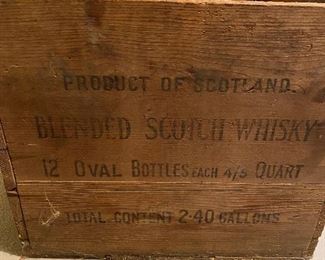 PRODUCT OF SCOTLAND.
BLENDED SCOTCH WHISKY
12 OVAL BOTTLES EACH 4/5 QUART
TOTAL CONTENT 2·40 GALLONS